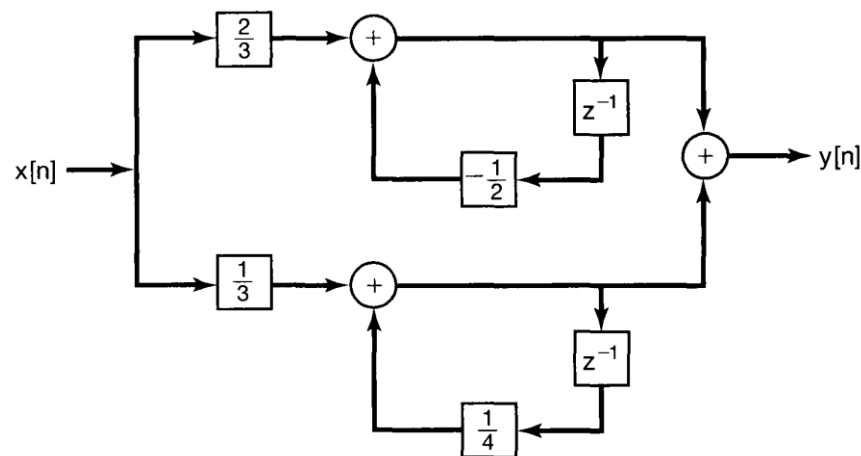 2/3
+
z⁻¹
x[n]
-1/2
+
y[n]
1/3
+
z⁻¹
1/4